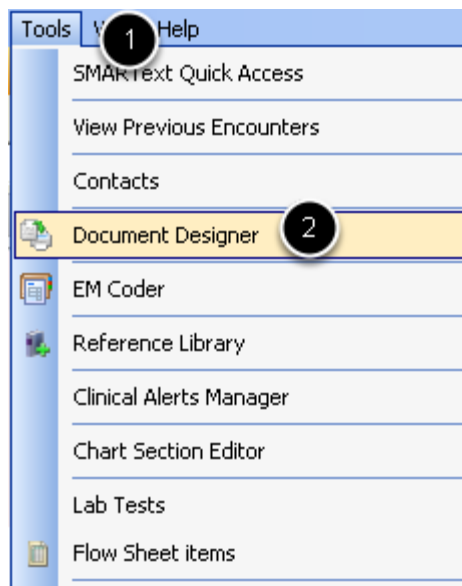 Tools Help
1
SMARText Quick Access
View Previous Encounters
Contacts
Document Designer 2
EM Coder
Reference Library
Clinical Alerts Manager
Chart Section Editor
Lab Tests
Flow Sheet items